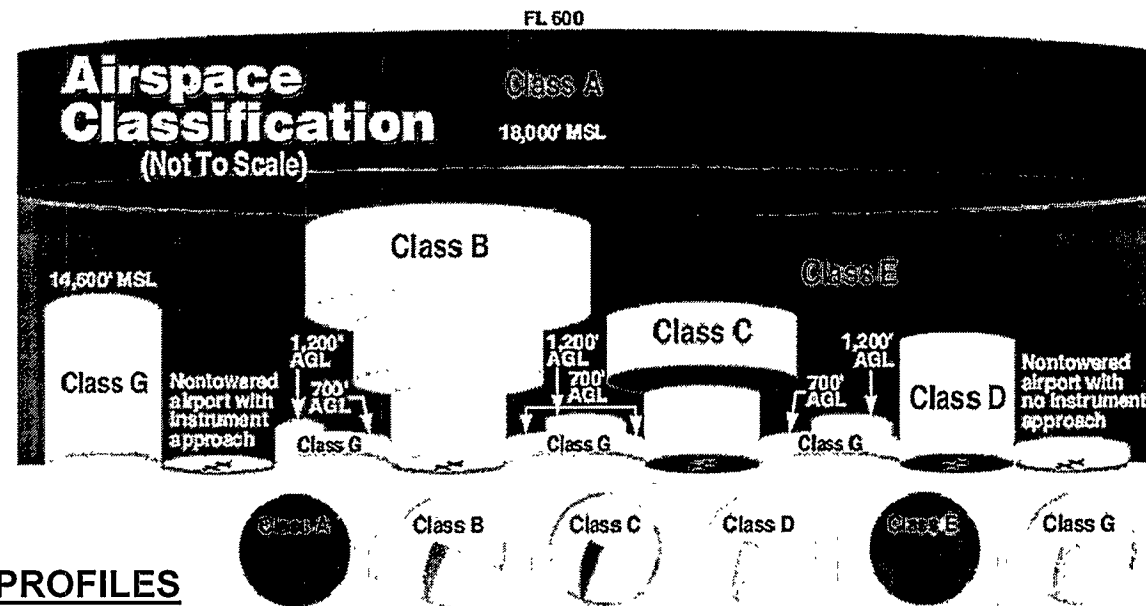 FL 600
Airspace
Classification
(Not To Scale)
Class A
18,000' MSL
Class B
Class E
14,500' MSL
Class C
1,200'
AGL
1,200'
AGL
1,200'
AGL
Class G
Nontowered
airport with
instrument
approach
700'
AGL
700'
AGL
700'
AGL
Class D
Nontowered
airport with
no instrument
approach
Class G
Class G
Class G
Class A
Class B
Class C
Class D
Class E
Class G
PROFILES